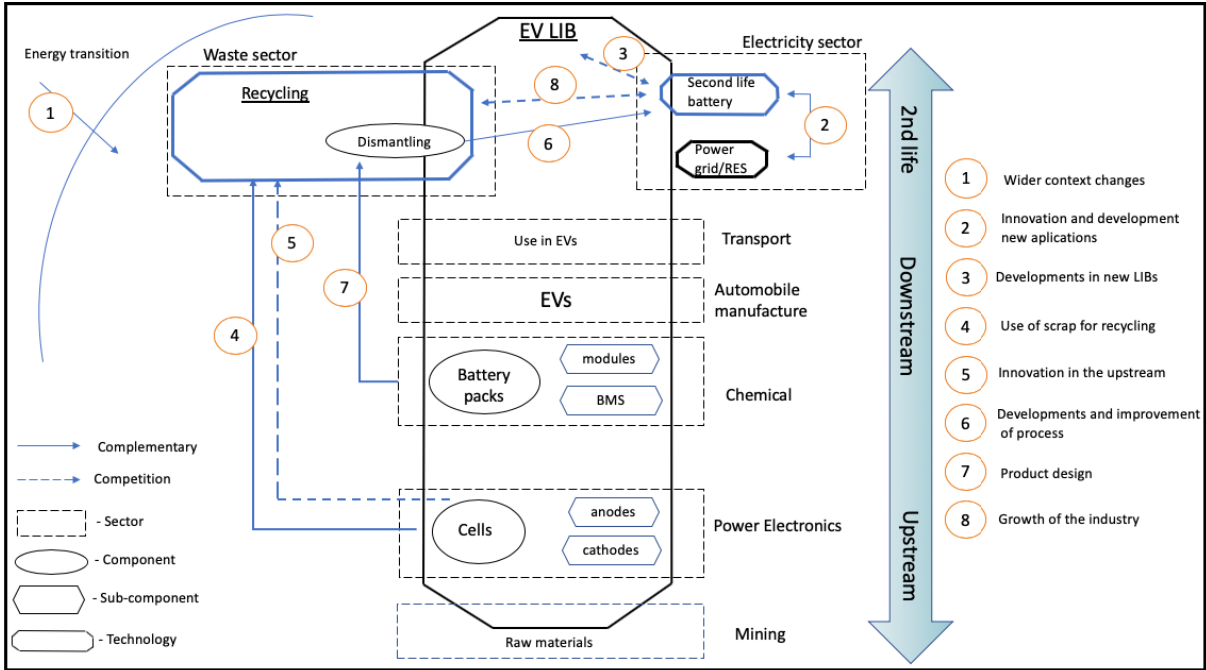 EV LIB
Energy transition
1
Waste sector
Recycling
Dismantling
3
8
6
Electricity sector
Second life
battery
2
Power
grid/RES
5
7
4
Use in EVs
Transport
EVs
Automobile
manufacture
Battery
packs
modules
BMS
Chemical
Cells
anodes
cathodes
Power Electronics
Raw materials
Mining
Complementary
Competition
- Sector
- Component
- Sub-component
- Technology
2nd life
Downstream
Upstream
1 Wider context changes
2 Innovation and development
new aplications
3 Developments in new LIBs
4 Use of scrap for recycling
5 Innovation in the upstream
6 Developments and improvement
of process
7 Product design
8 Growth of the industry